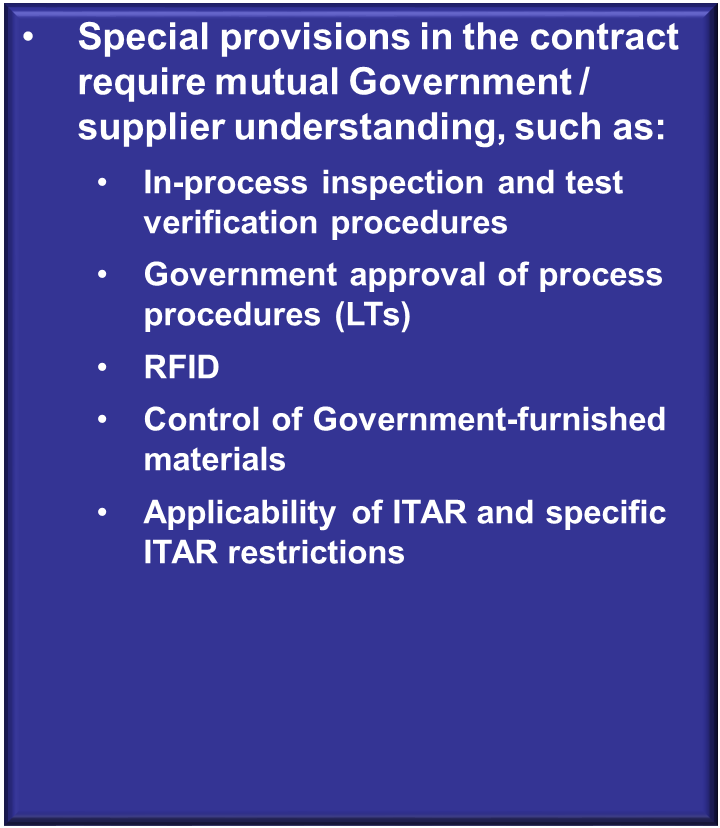 • Special provisions in the contract
require mutual Government /
supplier understanding, such as:
• In-process inspection and test
verification procedures
• Government approval of process
procedures (LTs)
• RFID
• Control of Government-furnished
materials
• Applicability of ITAR and specific
ITAR restrictions